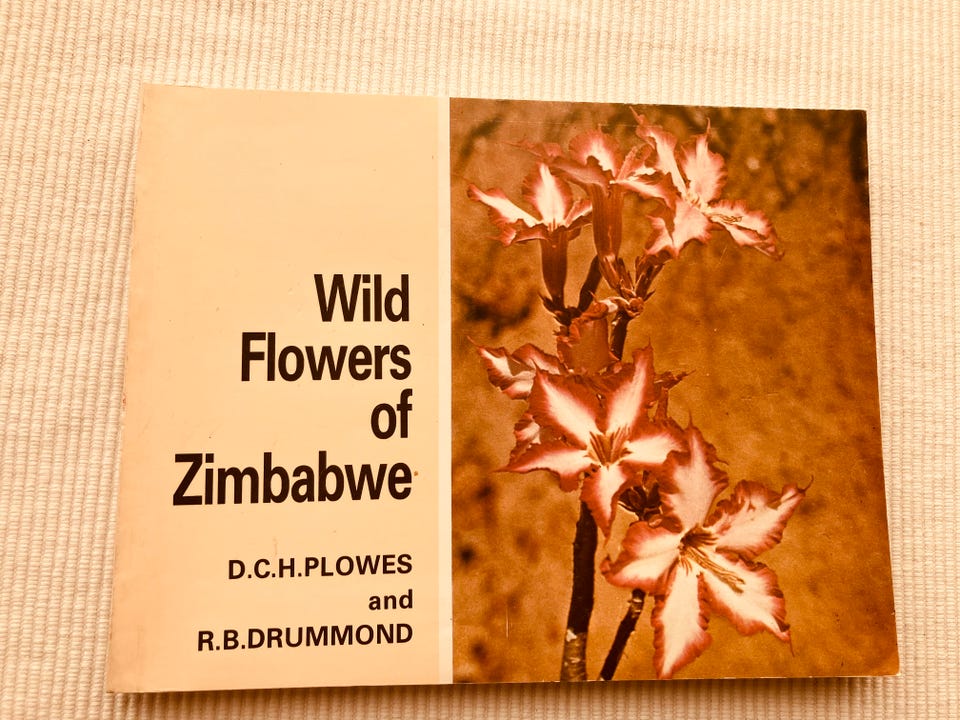 Wild
Flowers
of
Zimbabwe
D.C.H.PLOWES
and
R.B.DRUMMOND